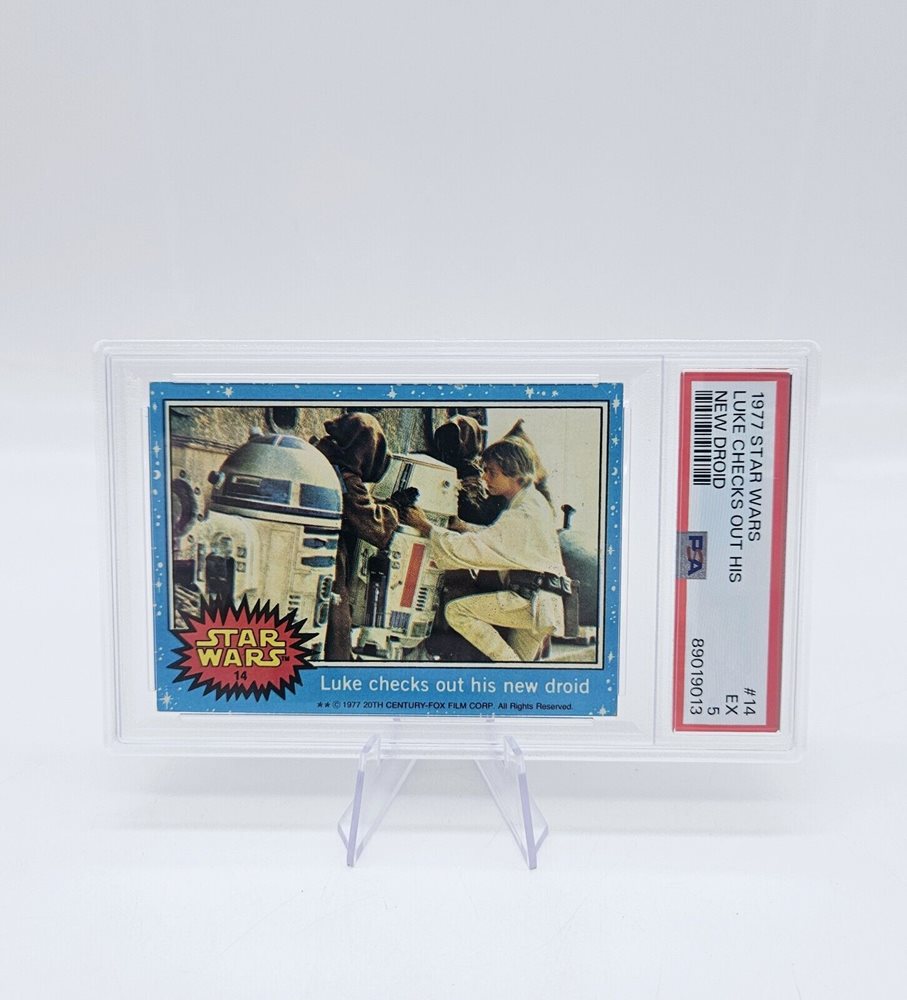 STAR
WARS™
14
Luke checks out his new droid
★★ © 1977 20TH CENTURY-FOX FILM CORP. All Rights Reserved.
1977 STAR WARS
LUKE CHECKS OUT HIS
NEW DROID
PSA
#14
EX
5
89019013